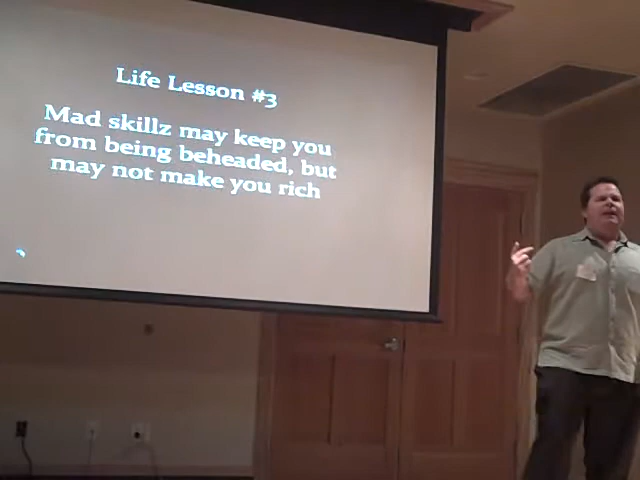 Life Lesson #3
Mad skillz may keep you
from being beheaded, but
may not make you rich